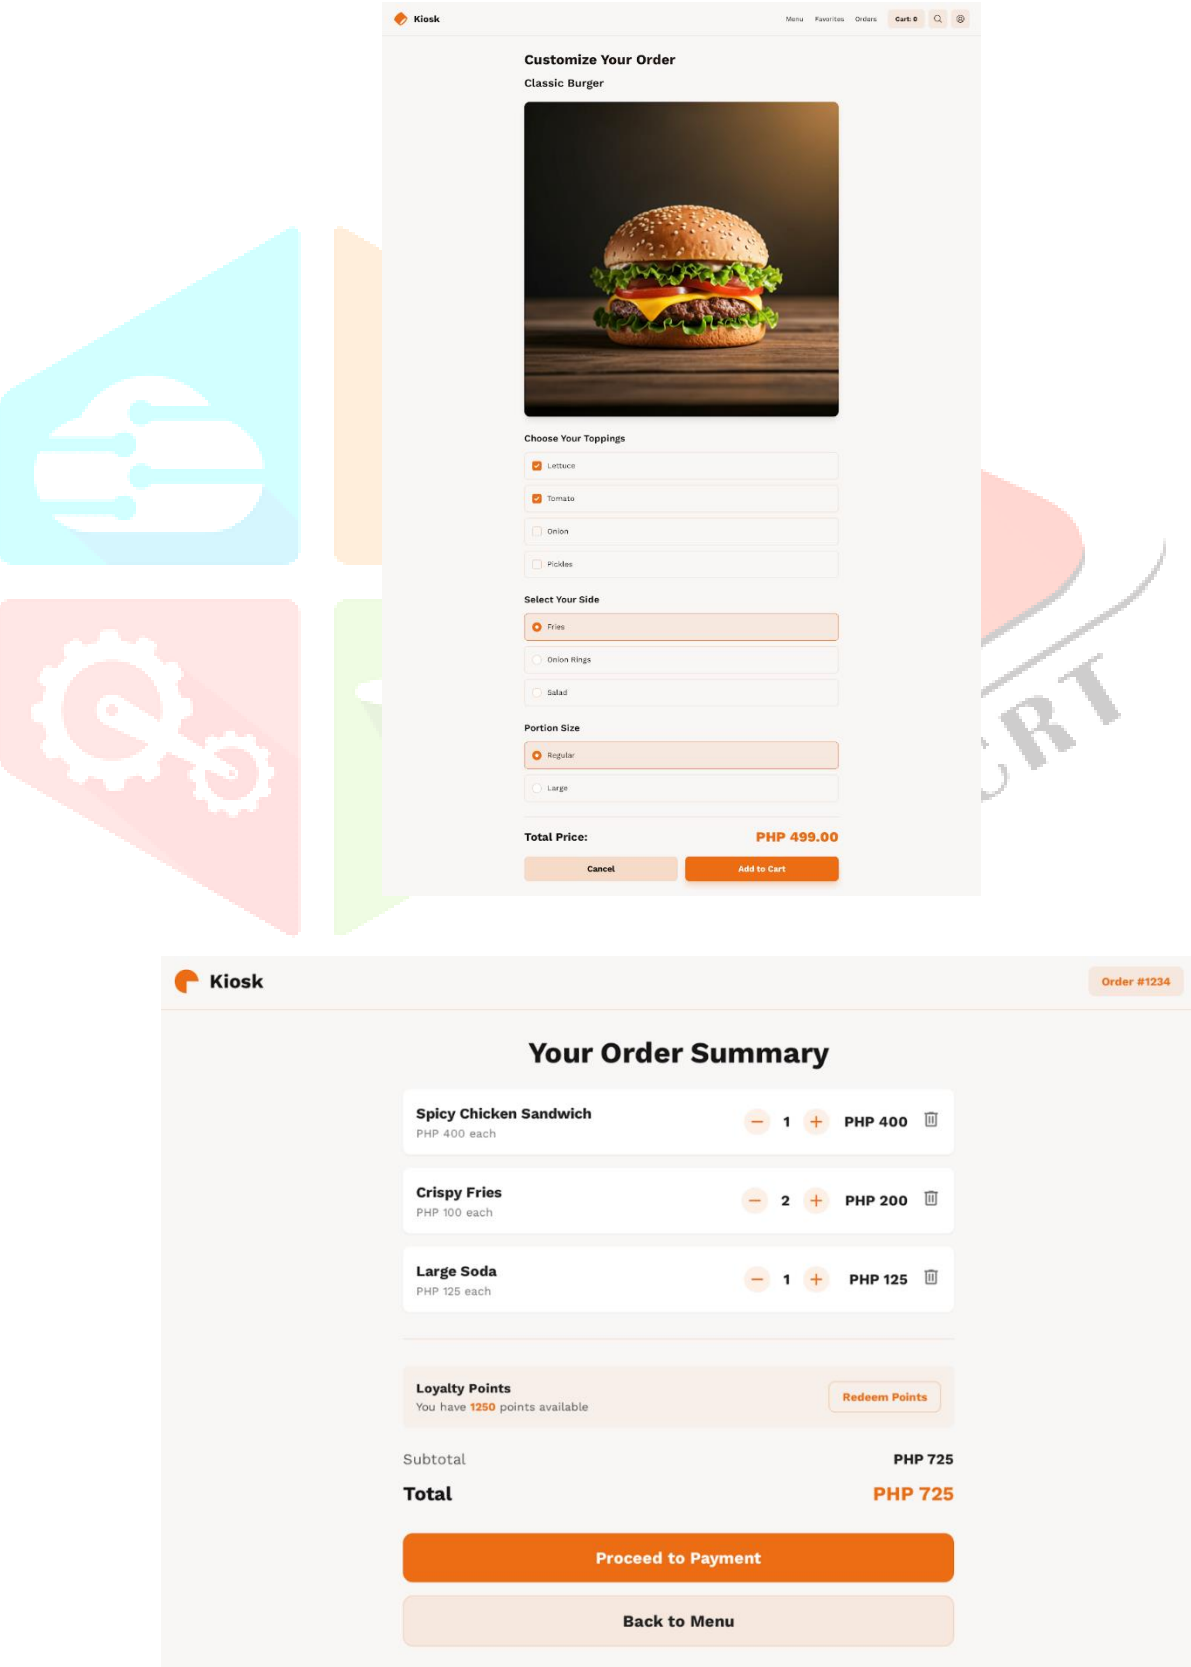 Kiosk
Menu Favorites Orders Cart: 0
Customize Your Order
Classic Burger
Choose Your Toppings
Lettuce
Tomato
Onion
Pickles
Select Your Side
Fries
Onion Rings
Salad
Portion Size
Regular
Large
Total Price: PHP 499.00
Cancel Add to Cart
CRT
Kiosk Order #1234
Your Order Summary
Spicy Chicken Sandwich
PHP 400 each
1 PHP 400
Crispy Fries
PHP 100 each
2 PHP 200
Large Soda
PHP 125 each
1 PHP 125
Loyalty Points
You have 1250 points available
Redeem Points
Subtotal PHP 725
Total PHP 725
Proceed to Payment
Back to Menu